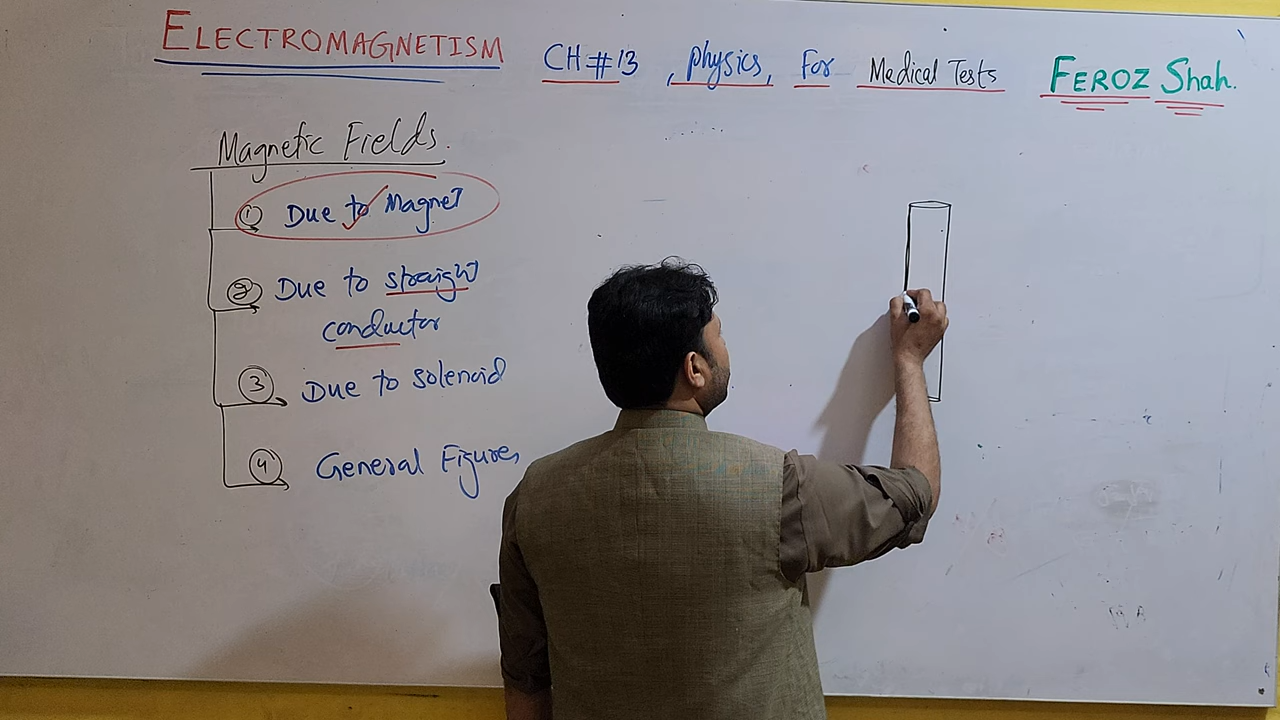 ELECTROMAGNETISM CH#13, Physics, For Medical Tests FEROZ Shah.
Magnetic Fields.
① Due to Magnet
② Due to straight
conductor
③ Due to Solenoid
④ General Figures